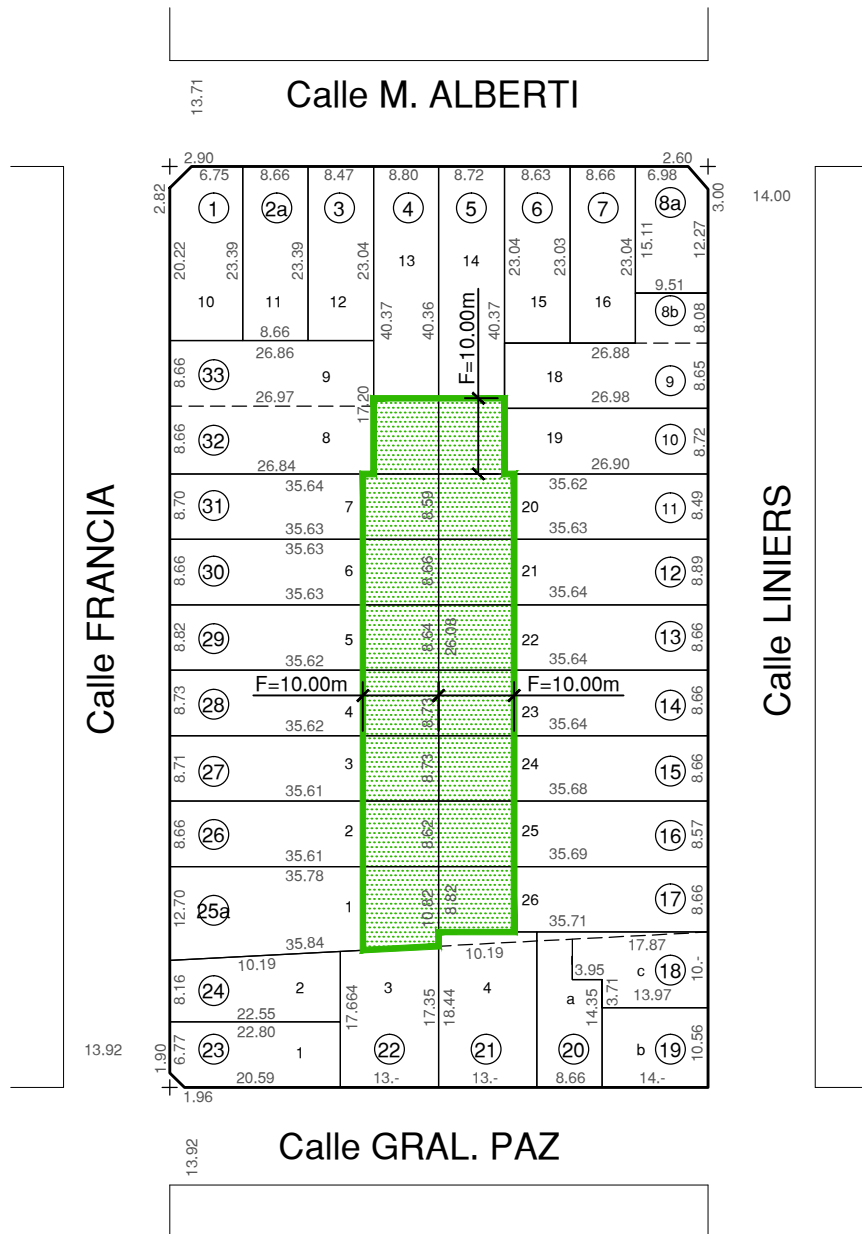 13.71
Calle M. ALBERTI
2.90
2.60
6.75 8.66 8.47 8.80 8.72 8.63 8.66 6.98
2.82
3.00
14.00
1 2a 3 4 5 6 7 8a
20.22 23.39 23.39 23.04 23.04 23.03 23.04 15.11 12.27
13 14
10 11 12 15 16
9.51
8b
8.08
8.66
40.37 40.36 40.37
F=10.00m
8.66 33 26.86 9
26.97
26.88 18 9 8.65
26.98
17.20
8.66 32 8
26.84
19 10 8.72
26.90
8.70 31 35.64 7
35.63
8.59
35.62 20 11 8.49
35.63
8.66 30 35.63 6
35.63
8.66
21 12 8.89
35.64
8.82 29 5
35.62
8.64 26.08
22 13 8.66
35.64
F=10.00m F=10.00m
8.73 28 4
35.62
8.73
23 14 8.66
35.64
8.71 27 3
35.61
8.73
24 15 8.66
35.68
8.66 26 2
35.61
8.62
25 16 8.57
35.69
12.70 25a 35.78 1
35.84
10.82 8.82
26 17 8.66
35.71
Calle FRANCIA
Calle LINIERS
10.19 10.19 17.87
8.16 24 2
22.55
17.664 3 17.35 18.44 4
a 3.95 14.35 3.71
c 18 10.-
13.97
13.92
1.90 6.77 23 22.80 1
20.59
22 21 20
b 19 10.56
13.- 13.- 8.66 14.-
1.96
13.92
Calle GRAL. PAZ